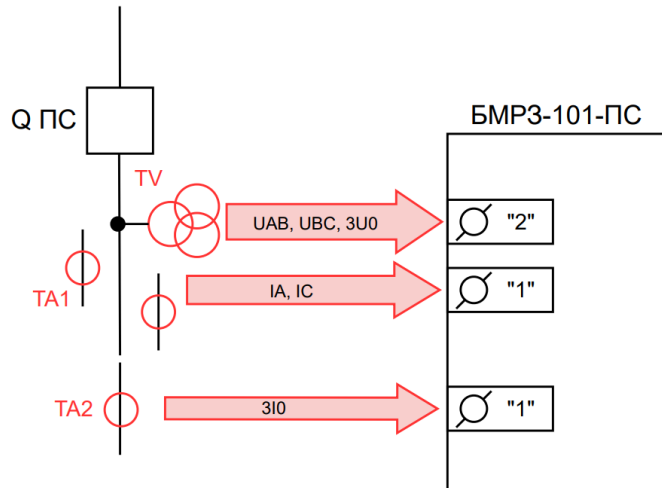 Q ПС
БМРЗ-101-ПС
TV
UAB, UBC, 3U0
"2"
TA1
IA, IC
"1"
TA2
3I0
"1"